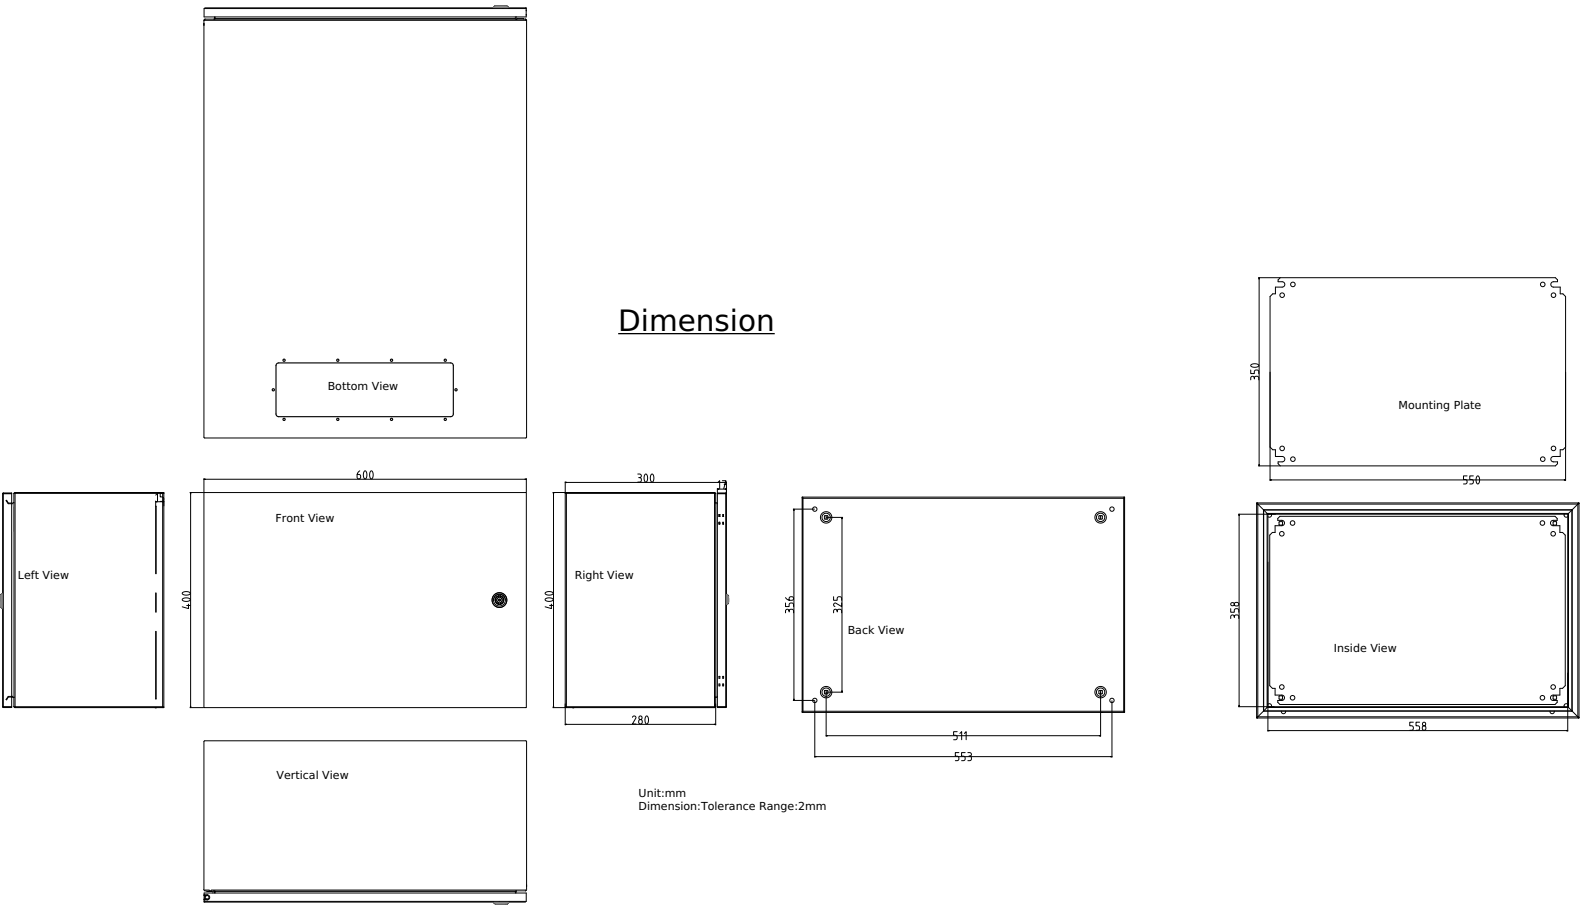 Bottom View
Dimension
350
Mounting Plate
550
600
300
17
15
Front View
Left View
400
400
Right View
280
356
325
Back View
511
553
358
Inside View
558
Vertical View
Unit:mm
Dimension:Tolerance Range:2mm